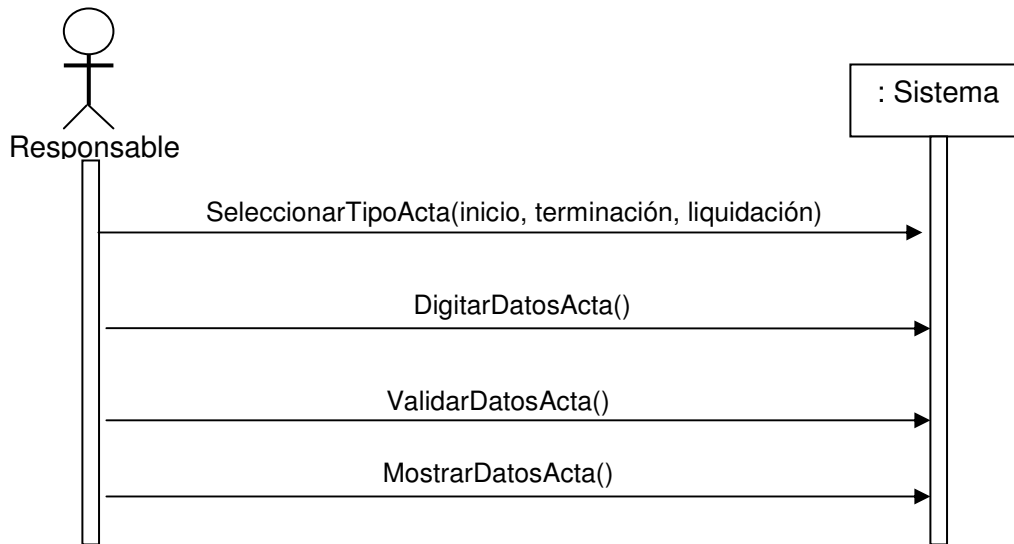 : Sistema
Responsable
SeleccionarTipoActa(inicio, terminación, liquidación)
DigitarDatosActa()
ValidarDatosActa()
MostrarDatosActa()